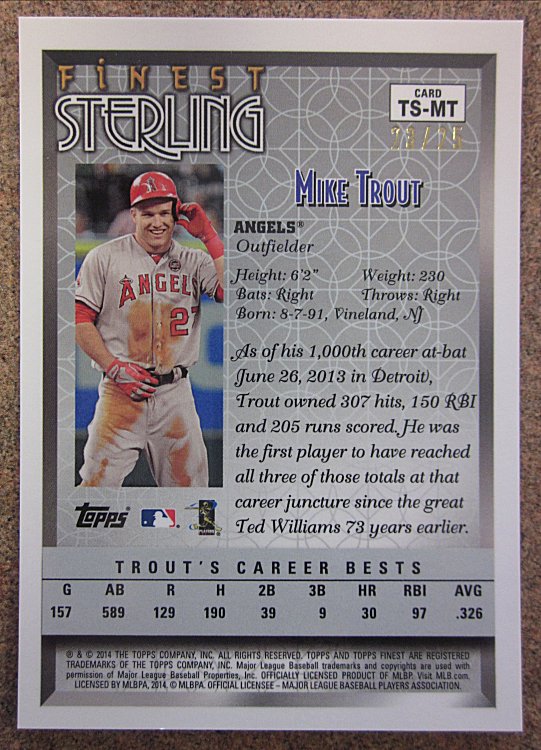 FiNEST
STERLING
CARD
TS-MT
23/25
MIKE TROUT
ANGELS®
Outfielder
Height: 6'2" Weight: 230
Bats: Right Throws: Right
Born: 8-7-91, Vineland, NJ
As of his 1,000th career at-bat
(June 26, 2013 in Detroit),
Trout owned 307 hits, 150 RBI
and 205 runs scored. He was
the first player to have reached
all three of those totals at that
career juncture since the great
Ted Williams 73 years earlier.
ANGELS
27
Topps
TROUT'S CAREER BESTS
G AB R H 2B 3B HR RBI AVG
157 589 129 190 39 9 30 97 .326
® & © 2014 THE TOPPS COMPANY, INC. ALL RIGHTS RESERVED. TOPPS AND TOPPS FINEST ARE REGISTERED
TRADEMARKS OF THE TOPPS COMPANY, INC. Major League Baseball trademarks and copyrights are used with
permission of Major League Baseball Properties, Inc. OFFICIALLY LICENSED PRODUCT OF MLBP. Visit MLB.com.
LICENSED BY MLBPA, 2014, © MLBPA. OFFICIAL LICENSEE – MAJOR LEAGUE BASEBALL PLAYERS ASSOCIATION.